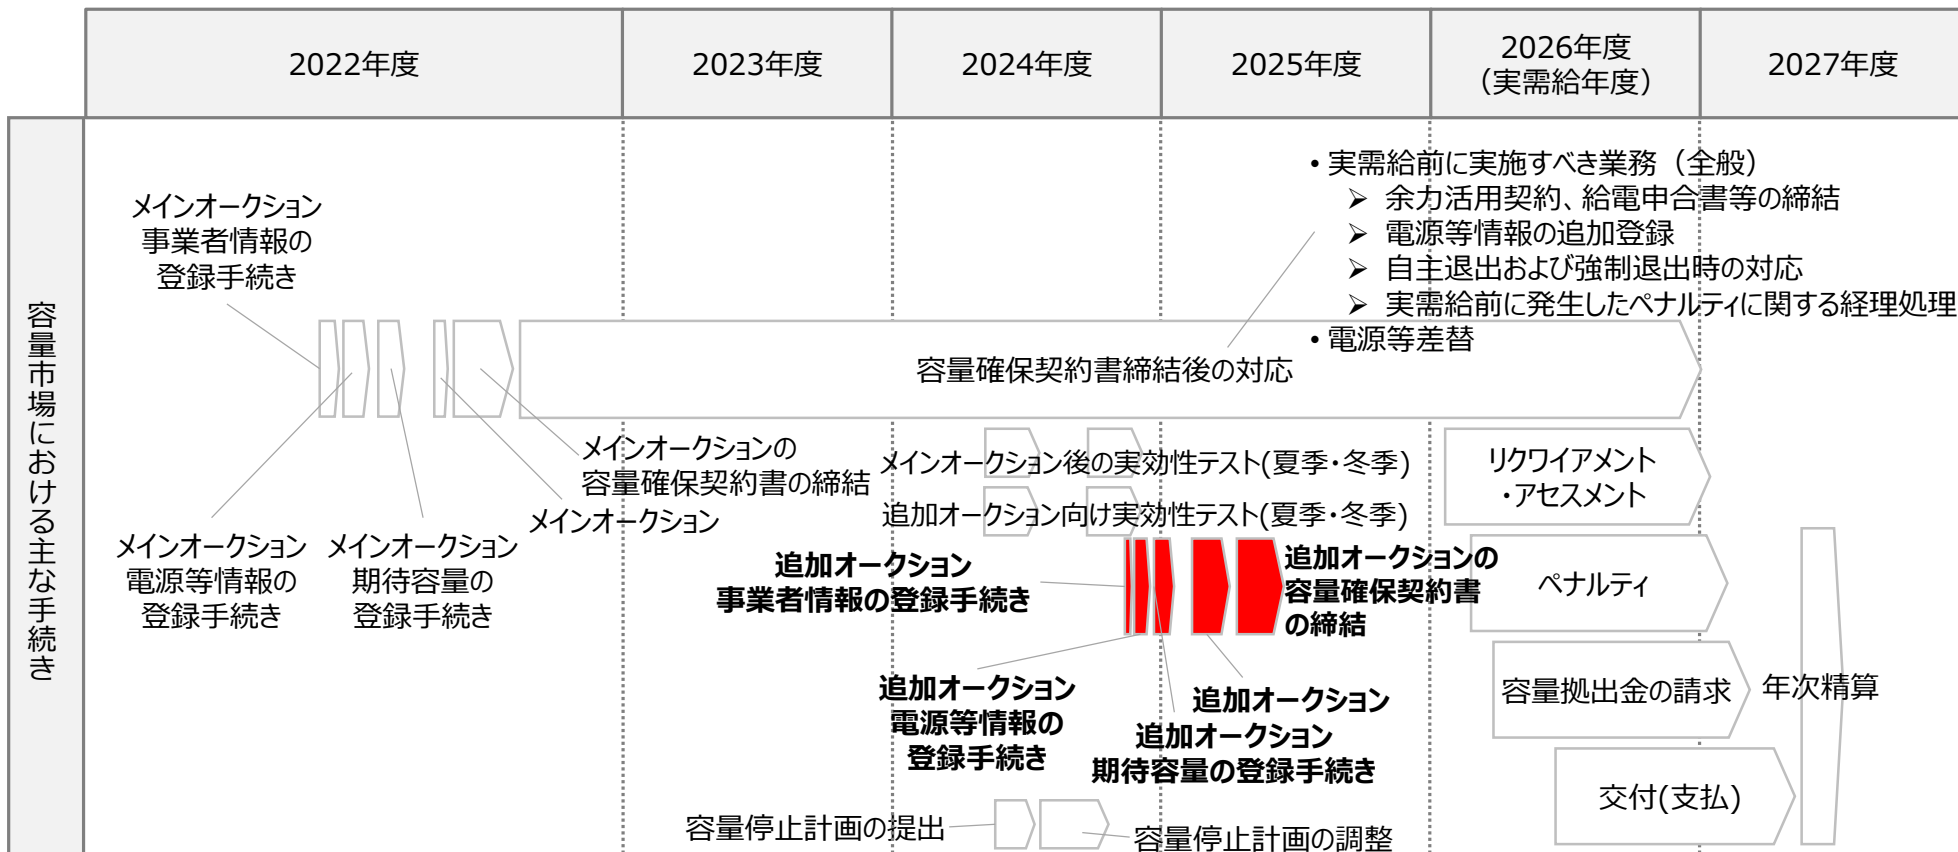 2022年度
2023年度
2024年度
2025年度
2026年度
（実需給年度）
2027年度
容量市場における主な手続き
• 実需給前に実施すべき業務（全般）
➢ 余力活用契約、給電申合書等の締結
➢ 電源等情報の追加登録
➢ 自主退出および強制退出時の対応
➢ 実需給前に発生したペナルティに関する経理処理
• 電源等差替
メインオークション
事業者情報の
登録手続き
容量確保契約書締結後の対応
メインオークションの
容量確保契約書の締結
メインオークション
メインオークション
電源等情報の
登録手続き
メインオークション
期待容量の
登録手続き
メインオークション後の実効性テスト(夏季・冬季)
追加オークション向け実効性テスト(夏季・冬季)
リクワイアメント
・アセスメント
追加オークション
事業者情報の登録手続き
追加オークションの
容量確保契約書
の締結
ペナルティ
追加オークション
電源等情報の
登録手続き
追加オークション
追加オークション
期待容量の登録手続き
容量拠出金の請求
年次精算
交付(支払)
容量停止計画の提出
容量停止計画の調整